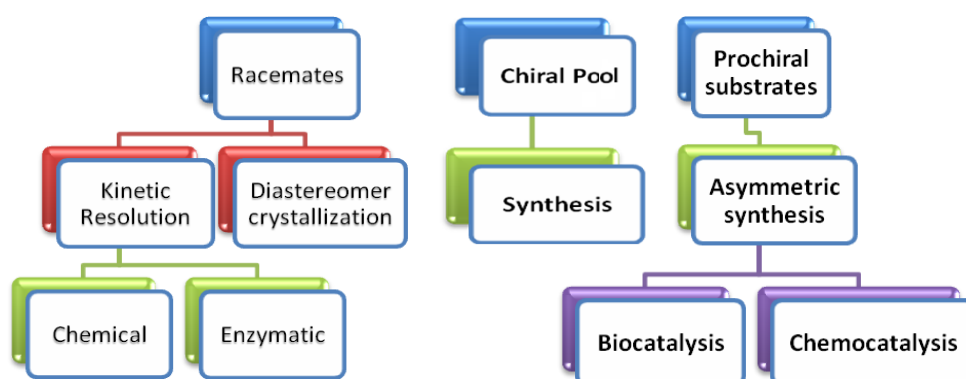 Racemates
Chiral Pool
Prochiral
substrates
Kinetic
Resolution
Diastereomer
crystallization
Synthesis
Asymmetric
synthesis
Chemical
Enzymatic
Biocatalysis
Chemocatalysis